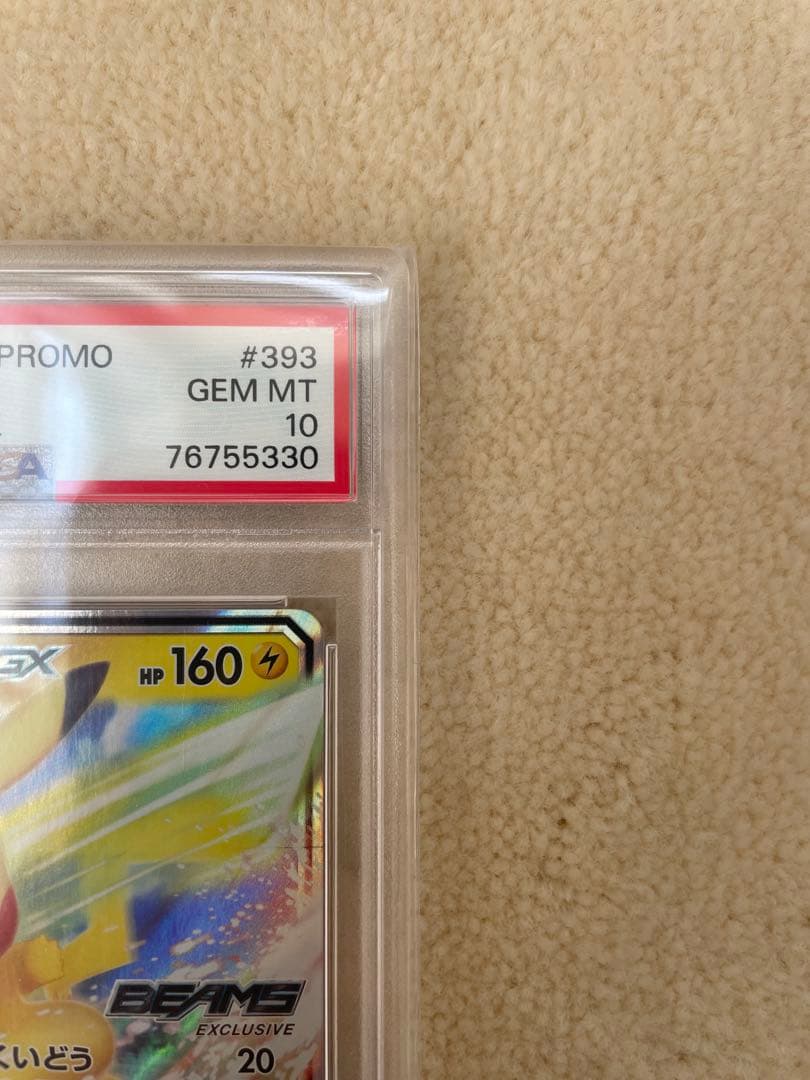 PROMO #393
GEM MT
10
76755330
GX HP 160
BEAMS
EXCLUSIVE
くいどう 20